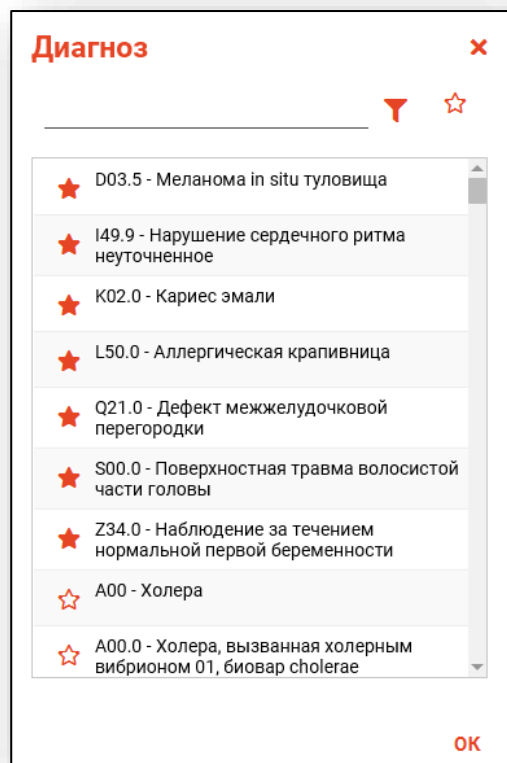 Диагноз
D03.5 - Меланома in situ туловища
I49.9 - Нарушение сердечного ритма
неуточненное
K02.0 - Кариес эмали
L50.0 - Аллергическая крапивница
Q21.0 - Дефект межжелудочковой
перегородки
S00.0 - Поверхностная травма волосистой
части головы
Z34.0 - Наблюдение за течением
нормальной первой беременности
A00 - Холера
A00.0 - Холера, вызванная холерным
вибрионом 01, биовар cholerae
ОК